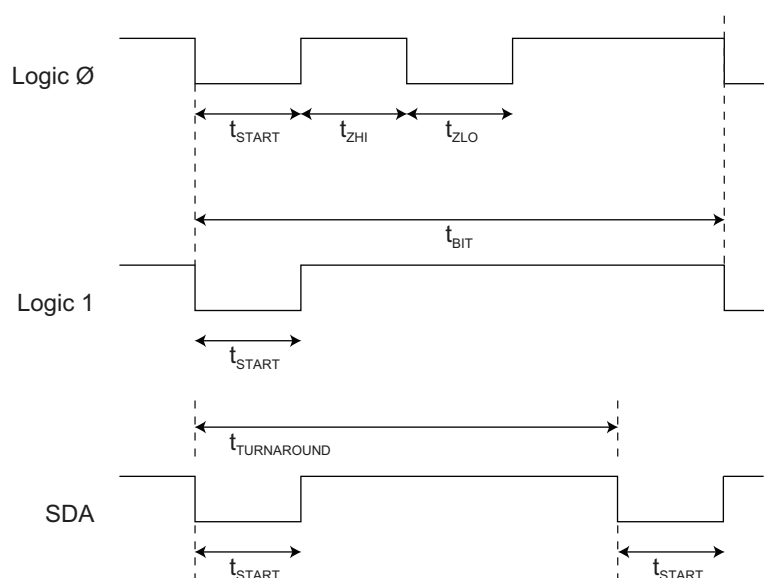 Logic Ø
tSTART tZHI tZLO
tBIT
Logic 1
tSTART
tTURNAROUND
SDA
tSTART tSTART